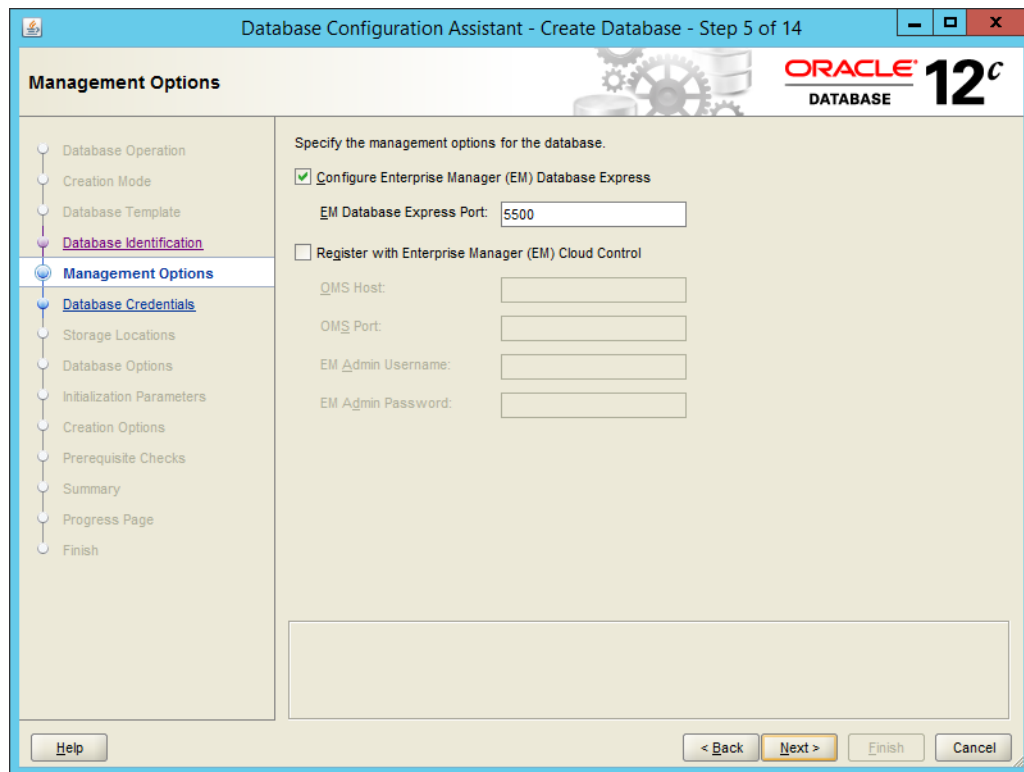 Database Configuration Assistant - Create Database - Step 5 of 14
Management Options
ORACLE DATABASE 12c
Database Operation
Creation Mode
Database Template
Database Identification
Management Options
Database Credentials
Storage Locations
Database Options
Initialization Parameters
Creation Options
Prerequisite Checks
Summary
Progress Page
Finish
Specify the management options for the database.
Configure Enterprise Manager (EM) Database Express
EM Database Express Port: 5500
Register with Enterprise Manager (EM) Cloud Control
OMS Host:
OMS Port:
EM Admin Username:
EM Admin Password:
Help < Back Next > Finish Cancel